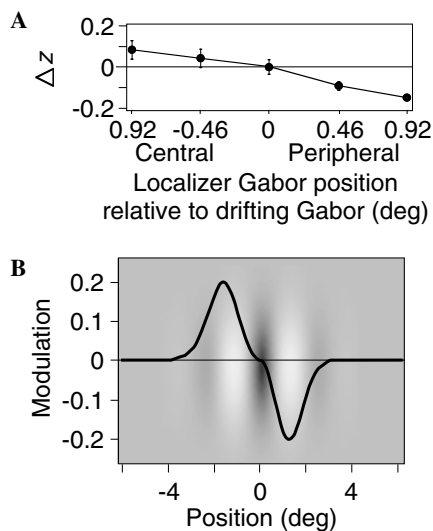 A
0.2
0
-0.2
Δz
0.92 -0.46 0 0.46 0.92
Central Peripheral
Localizer Gabor position
relative to drifting Gabor (deg)
B
0.2
0.1
0
-0.1
-0.2
Modulation
-4 0 4
Position (deg)